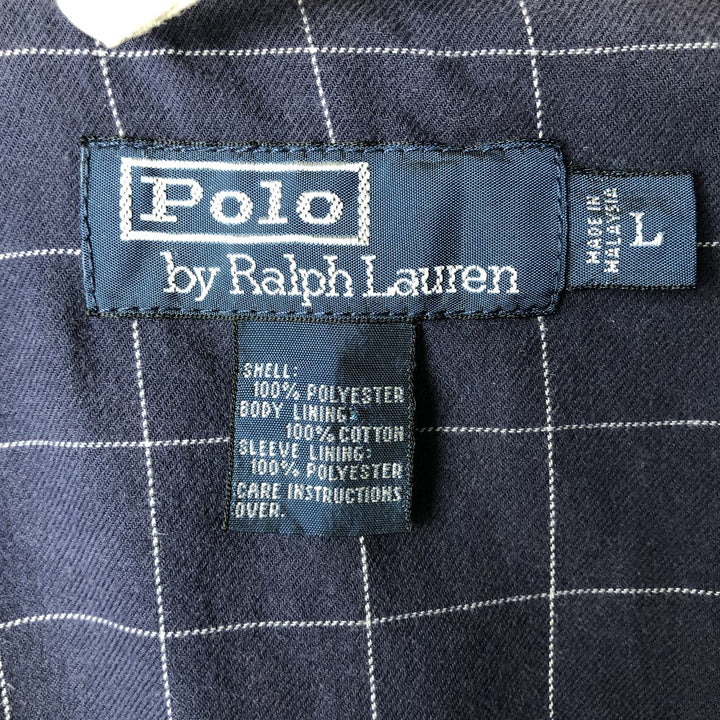 Polo
by Ralph Lauren
MADE IN
MALAYSIA
L
SHELL:
100% POLYESTER
BODY LINING:
100% COTTON
SLEEVE LINING:
100% POLYESTER
CARE INSTRUCTIONS
OVER.